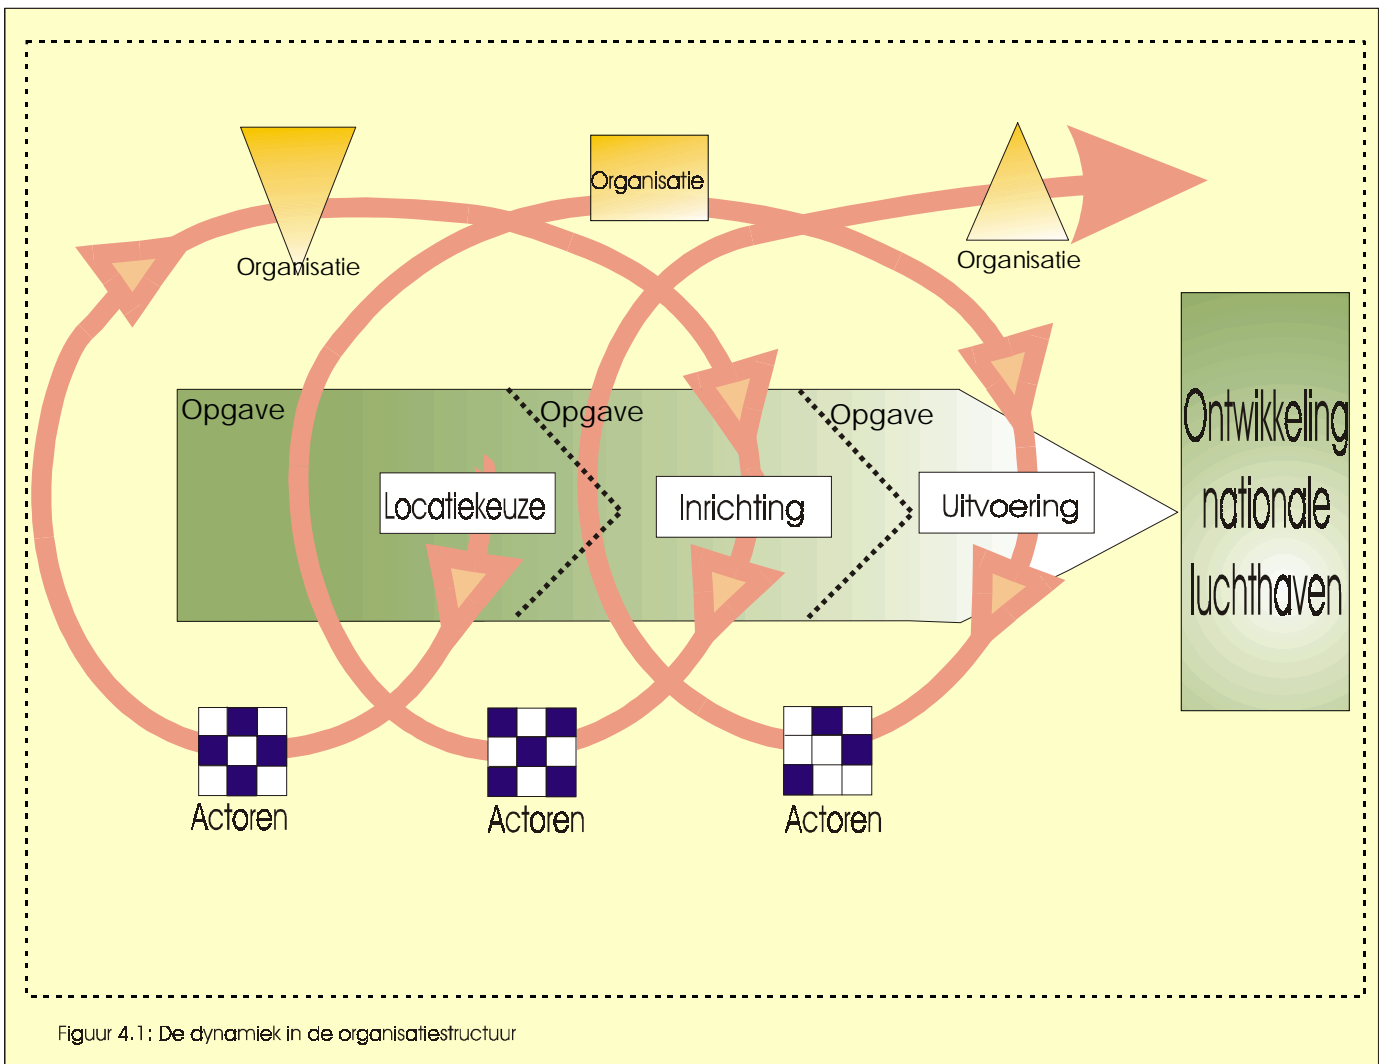 Organisatie
Organisatie
Organisatie
Opgave
Opgave
Opgave
Locatiekeuze
Inrichting
Uitvoering
Ontwikkeling
nationale
luchthaven
Actoren
Actoren
Actoren
Figuur 4.1: De dynamiek in de organisatiestructuur